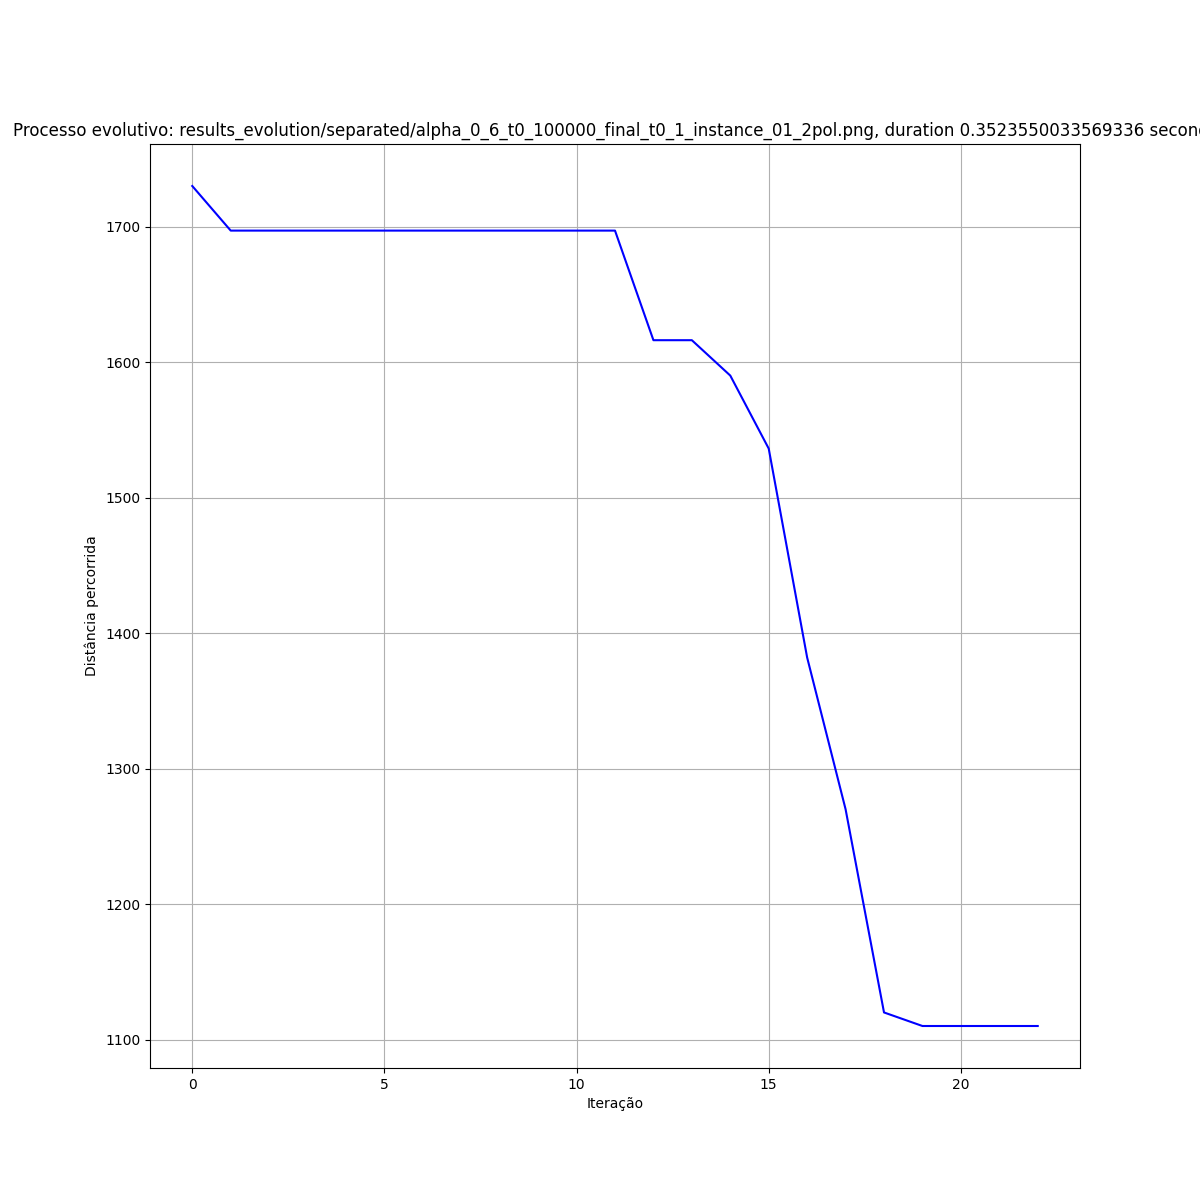 Processo evolutivo: results_evolution/separated/alpha_0_6_t0_100000_final_t0_1_instance_01_2pol.png, duration 0.3523550033569336 secon
1700
1600
1500
1400
1300
1200
1100
Distância percorrida
0 5 10 15 20
Iteração